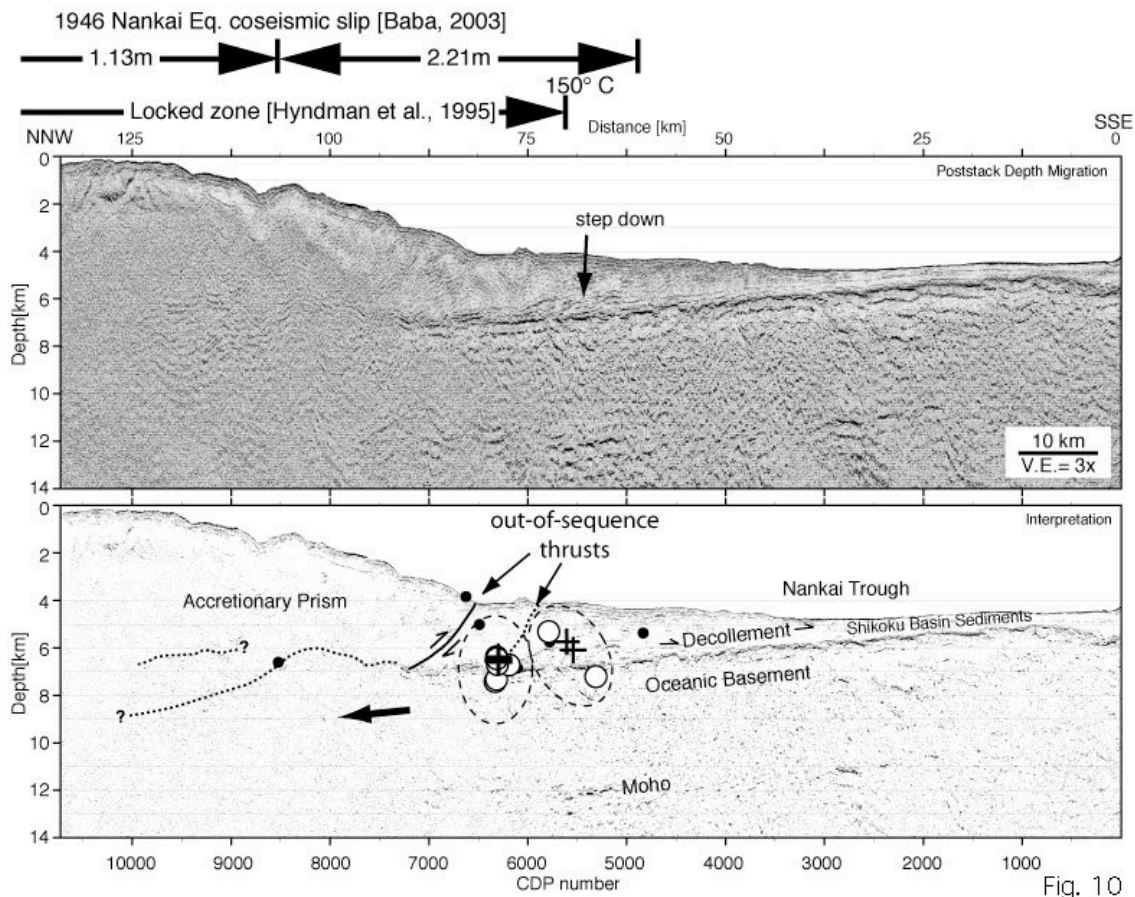 1946 Nankai Eq. coseismic slip [Baba, 2003]
1.13m 2.21m
150° C
Locked zone [Hyndman et al., 1995] Distance [km]
NNW SSE
125 100 75 50 25 0
Poststack Depth Migration
step down
0
2
4
6
8
10
12
14
Depth[km]
10 km
V.E.= 3x
out-of-sequence
thrusts
Interpretation
Accretionary Prism
Nankai Trough
Decollement
Shikoku Basin Sediments
Oceanic Basement
?
?
Moho
0
2
4
6
8
10
12
14
Depth[km]
10000 9000 8000 7000 6000 5000 4000 3000 2000 1000
CDP number
Fig. 10